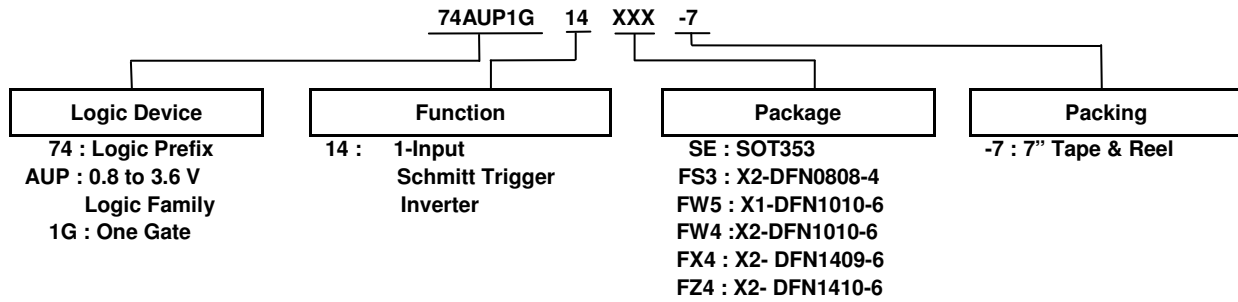 74AUP1G 14 XXX -7
Logic Device
74 : Logic Prefix
AUP : 0.8 to 3.6 V
Logic Family
1G : One Gate
Function
14 : 1-Input
Schmitt Trigger
Inverter
Package
SE : SOT353
FS3 : X2-DFN0808-4
FW5 : X1-DFN1010-6
FW4 :X2-DFN1010-6
FX4 : X2- DFN1409-6
FZ4 : X2- DFN1410-6
Packing
-7 : 7” Tape & Reel